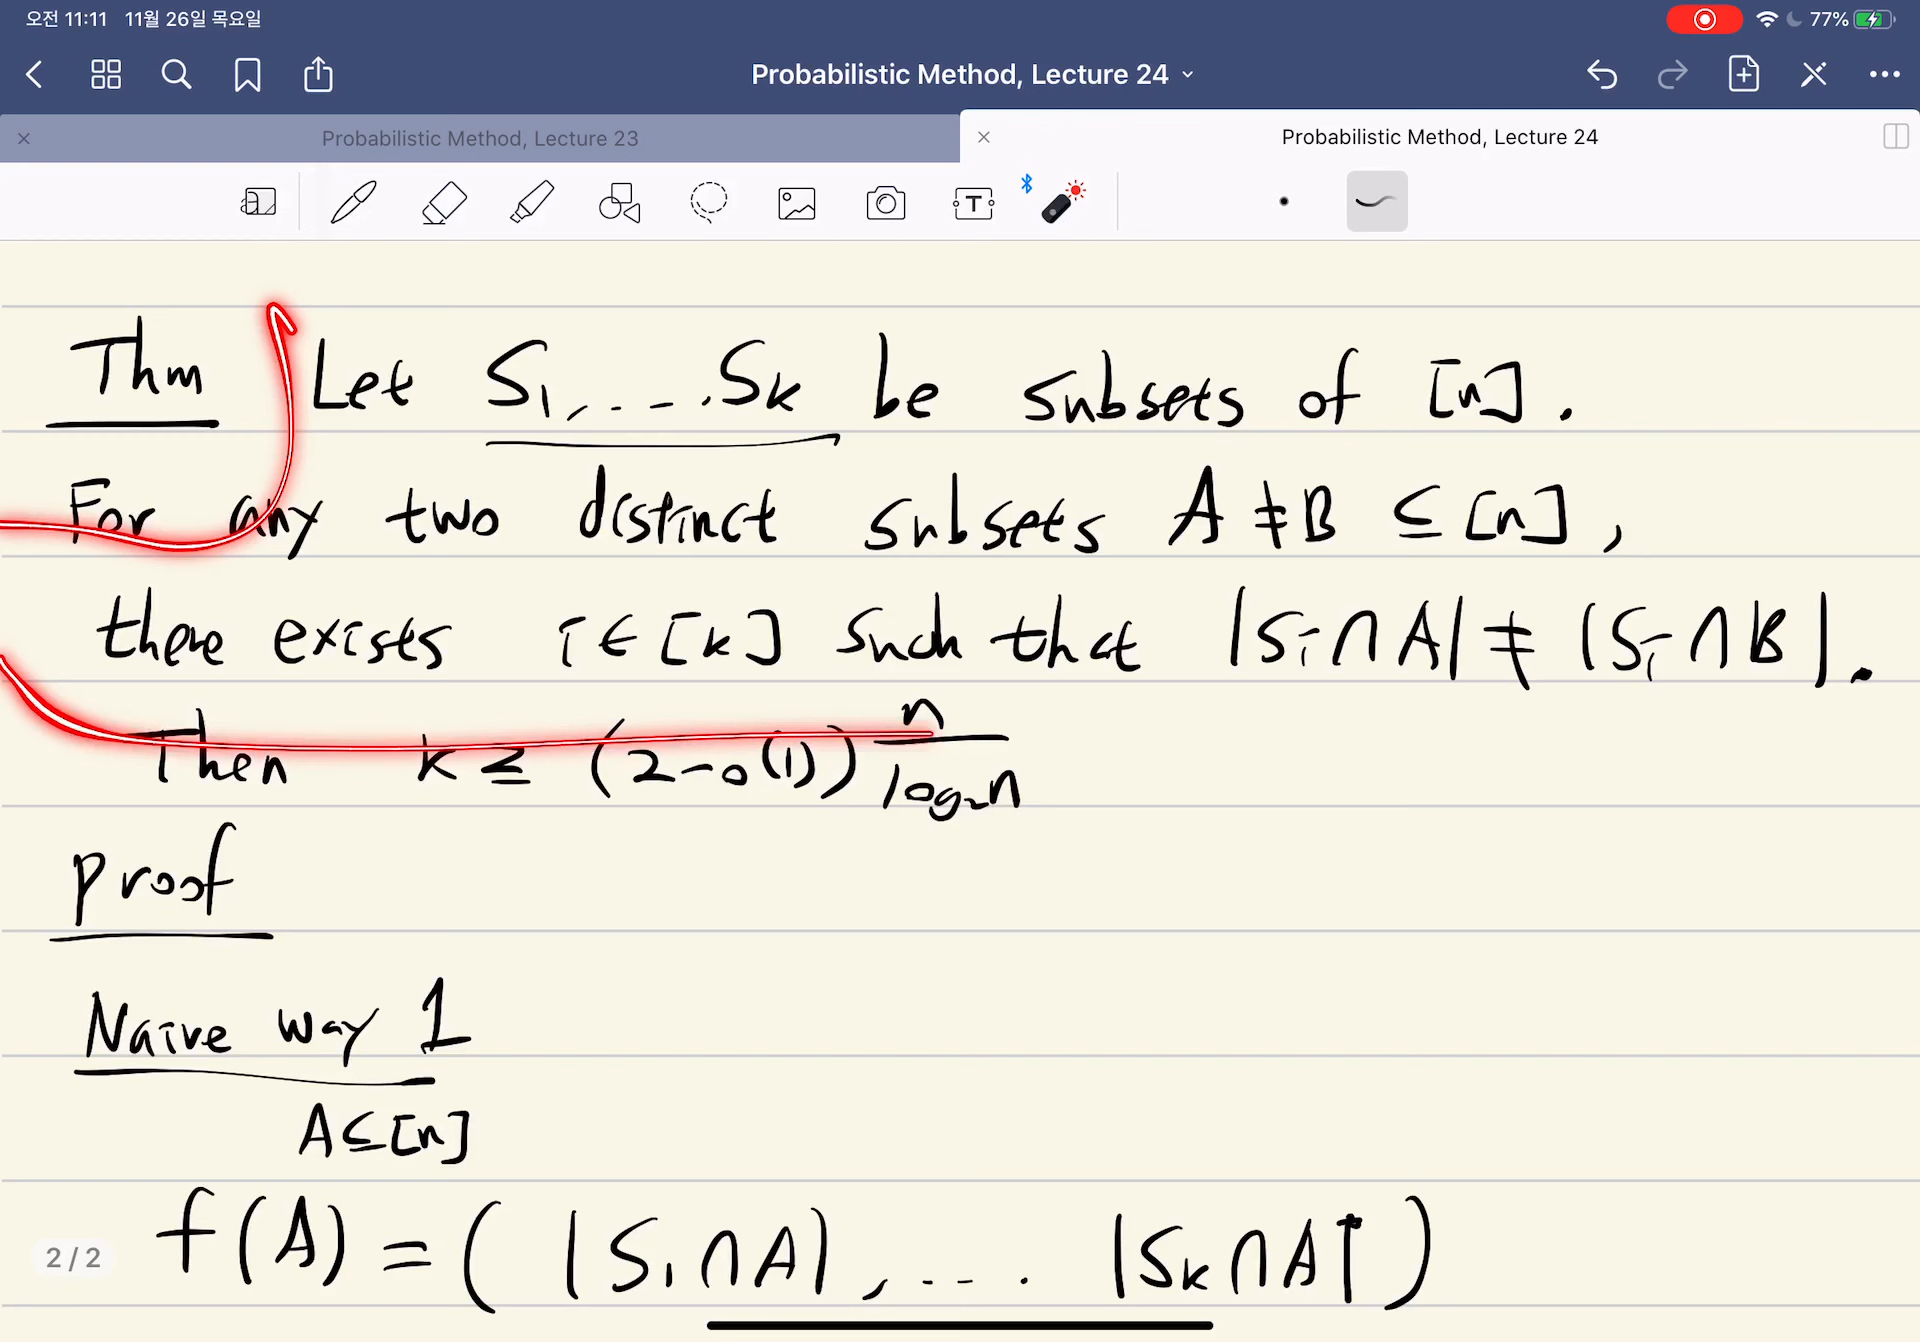 오전 11:11 11월 26일 목요일 77%
Probabilistic Method, Lecture 24
Probabilistic Method, Lecture 23
Probabilistic Method, Lecture 24
Thm Let S₁, ... , Sₖ be subsets of [n].
For any two distinct subsets A ≠ B ⊆ [n],
there exists i ∈ [k] such that |Sᵢ ∩ A| ≠ |Sᵢ ∩ B|.
Then k ≥ (2-o(1)) n / log₂n
Proof
Naive way 1
A ⊆ [n]
f(A) = ( |S₁ ∩ A|, ... |Sₖ ∩ A| )
2 / 2